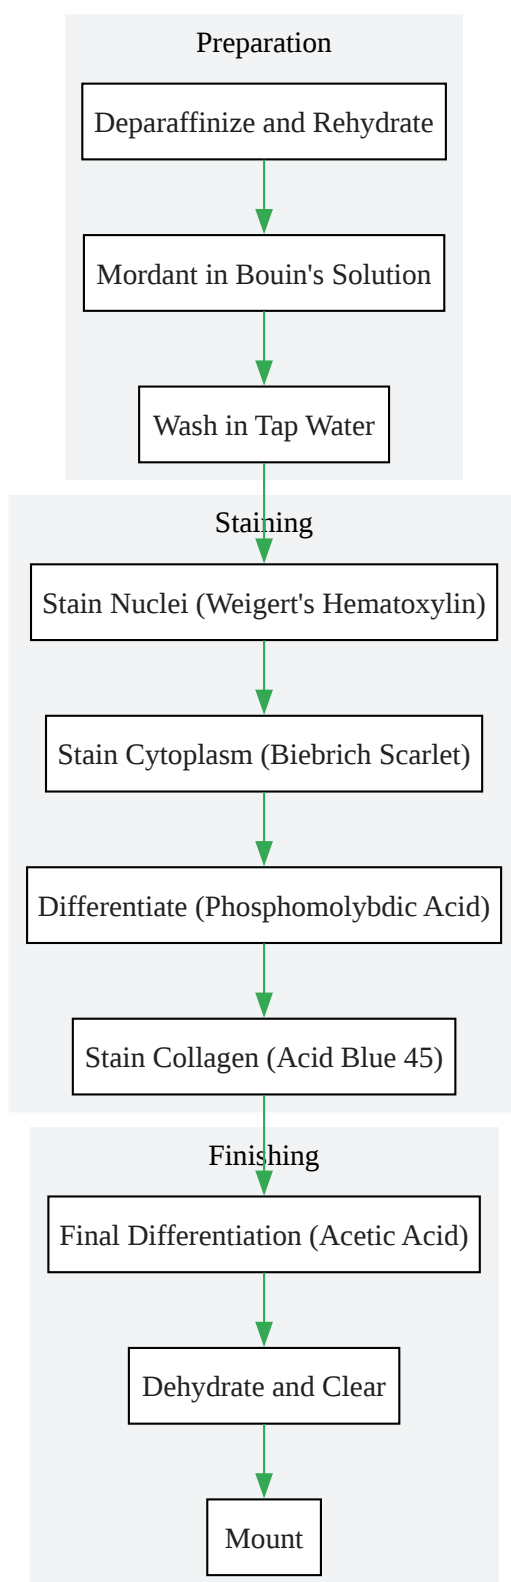 Preparation
Deparaffinize and Rehydrate
Mordant in Bouin's Solution
Wash in Tap Water
Staining
Stain Nuclei (Weigert's Hematoxylin)
Stain Cytoplasm (Biebrich Scarlet)
Differentiate (Phosphomolybdic Acid)
Stain Collagen (Acid Blue 45)
Finishing
Final Differentiation (Acetic Acid)
Dehydrate and Clear
Mount